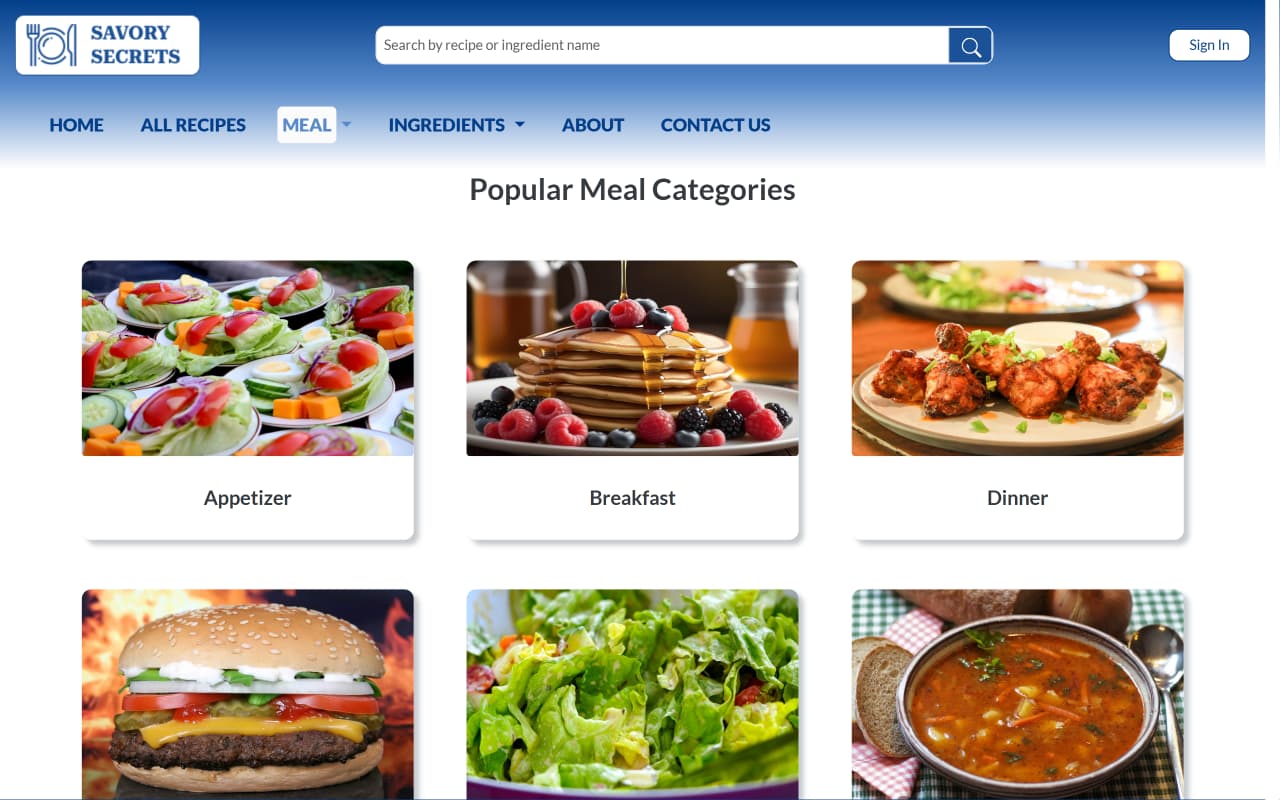 SAVORY
SECRETS
Search by recipe or ingredient name
Sign In
HOME
ALL RECIPES
MEAL
INGREDIENTS
ABOUT
CONTACT US
Popular Meal Categories
Appetizer
Breakfast
Dinner